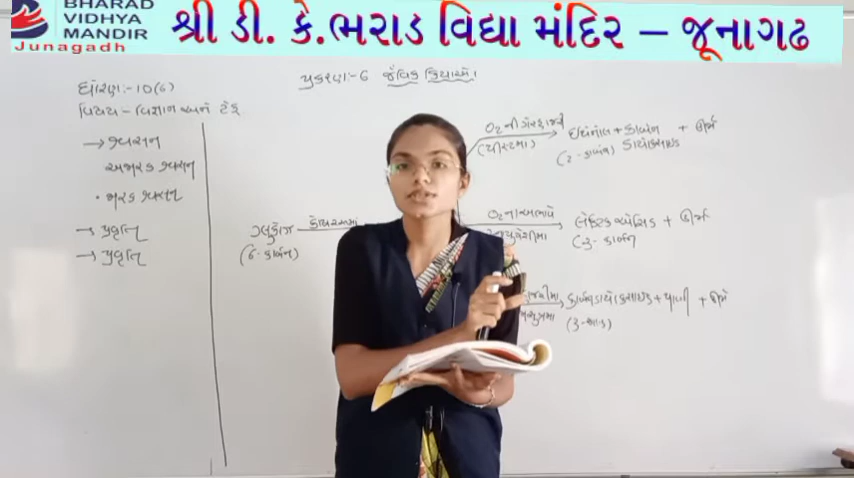 BHARAD
VIDHYA
MANDIR
Junagadh
શ્રી ડી. કે.ભરાડ વિદ્યા મંદિર – જૂનાગઢ
ધોરણ:-10(6)
વિષય - વિજ્ઞાન અને ટેક
પ્રકરણ:-6 જૈવિક ક્રિયાઓ।
→ શ્વસન
અજારક શ્વસન
• જારક શ્વસન
→ પ્રવૃતિ
→ પ્રવૃતિ
ગ્લુકોઝ
(6-કાર્બન)
કોષરસમાં
O₂ની ગેરહાજરી
(યીસ્ટમાં)
ઇથેનોલ + કાર્બન + ઊર્જા
(2-કાર્બન) ડાયોક્સાઇડ
O₂ના અભાવે
લેક્ટિક એસિડ + ઊર્જા
(3-કાર્બન
કાર્બનડાયોક્સાઇડ + પાણી + ઊર્જા